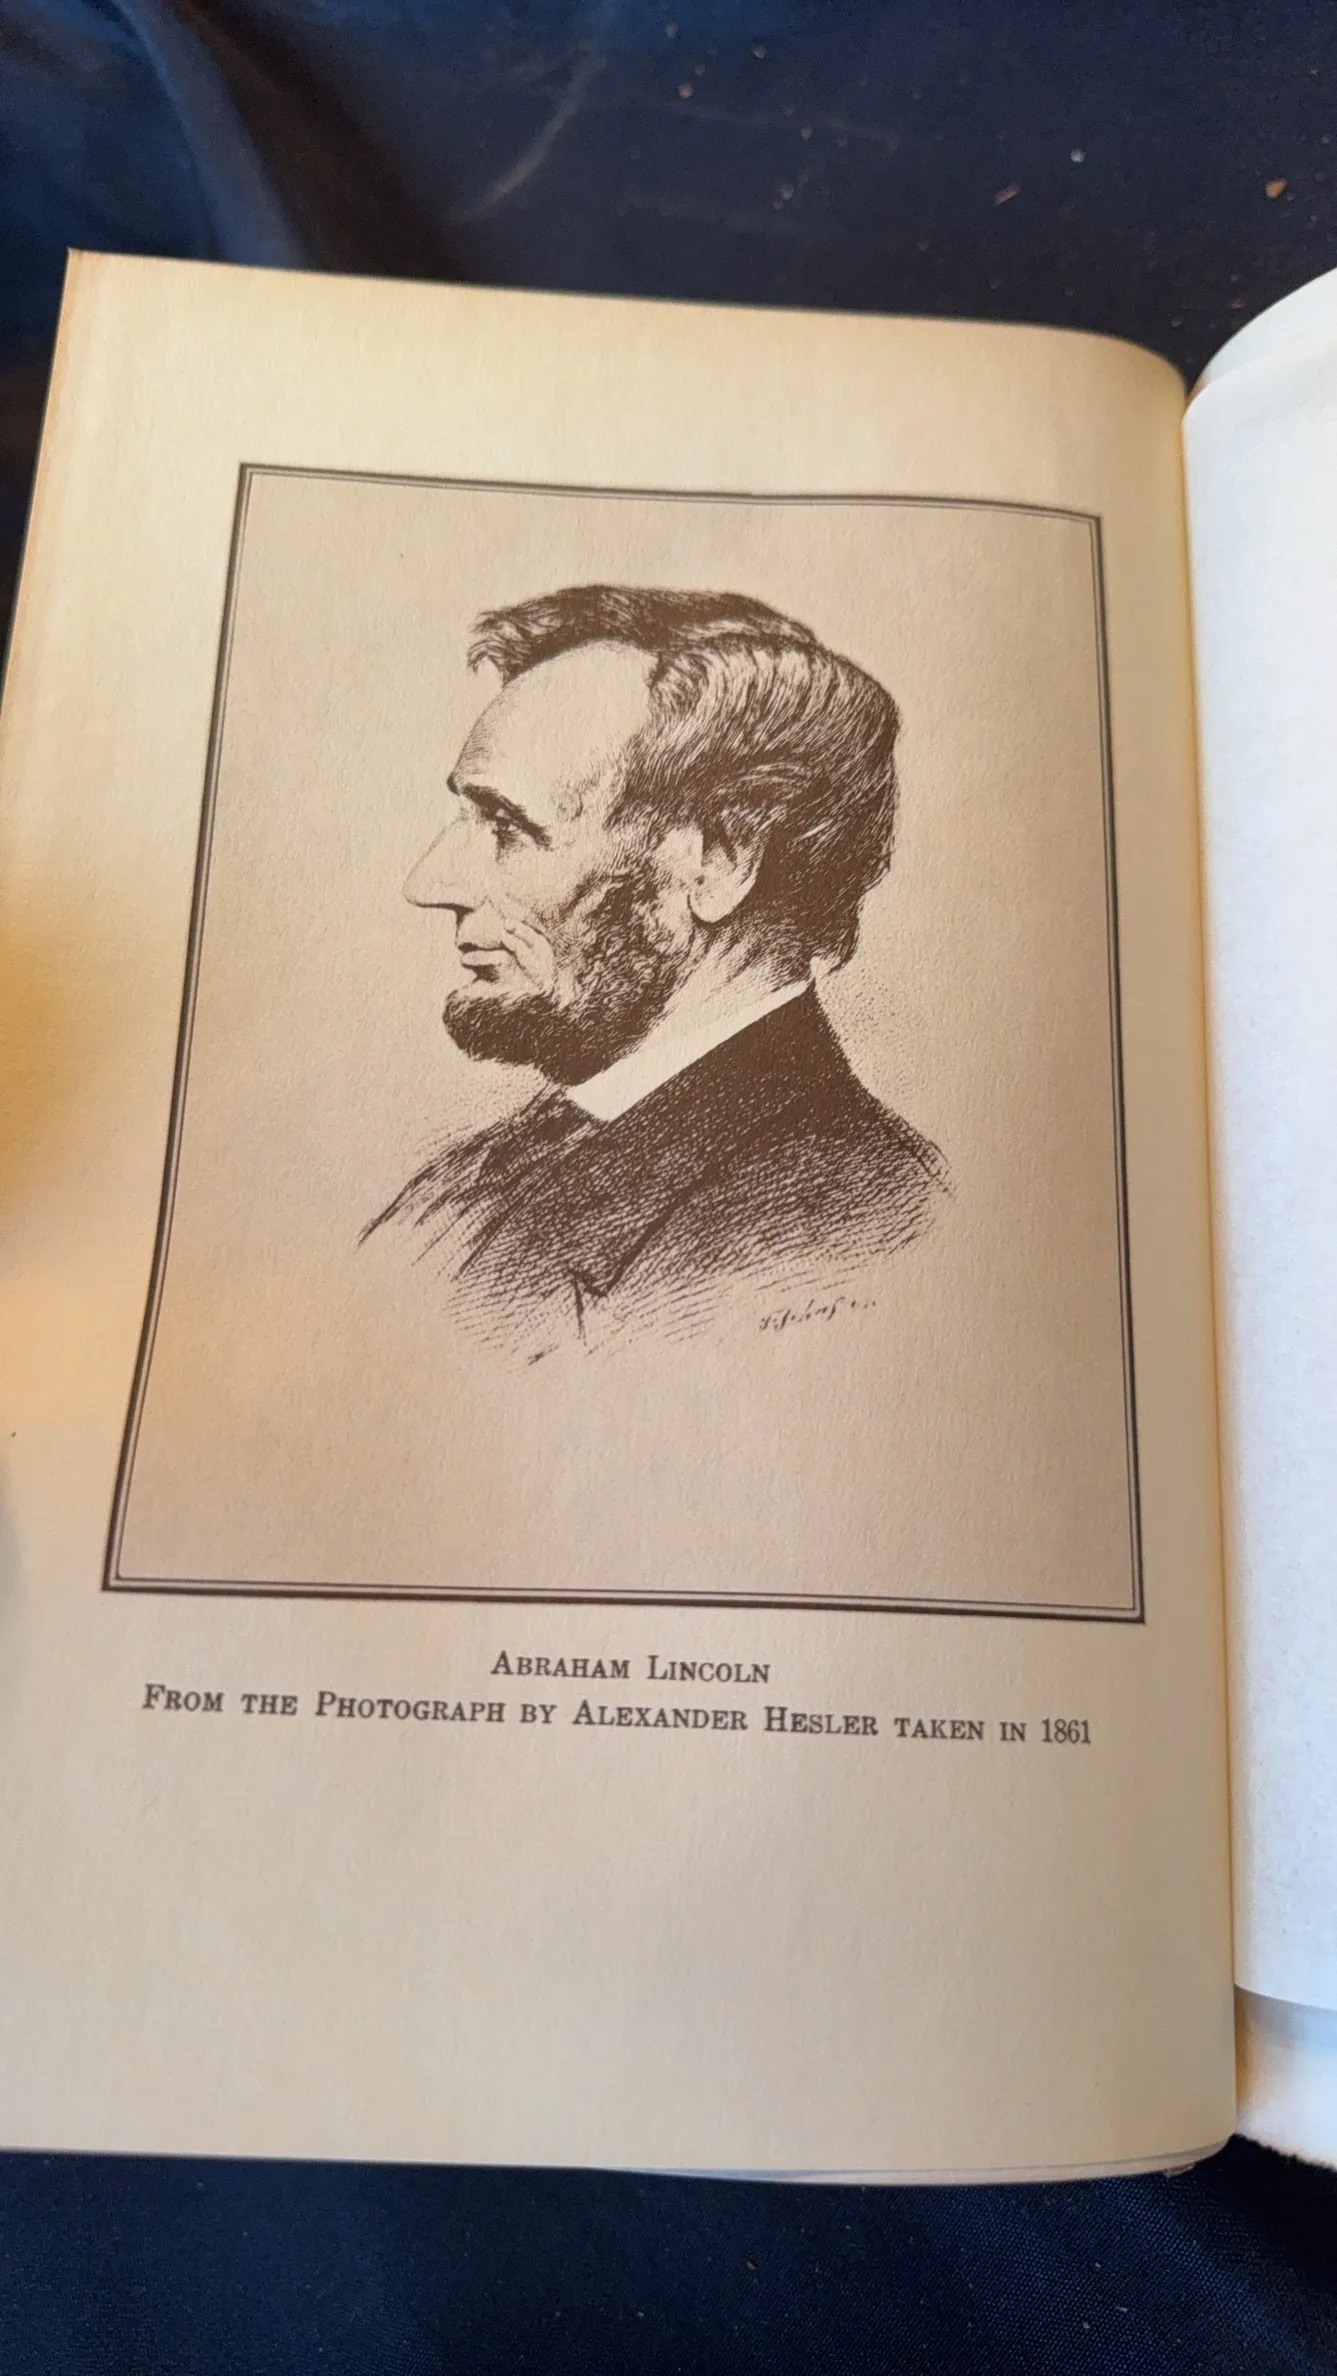 Abraham Lincoln
From the Photograph by Alexander Hesler taken in 1861